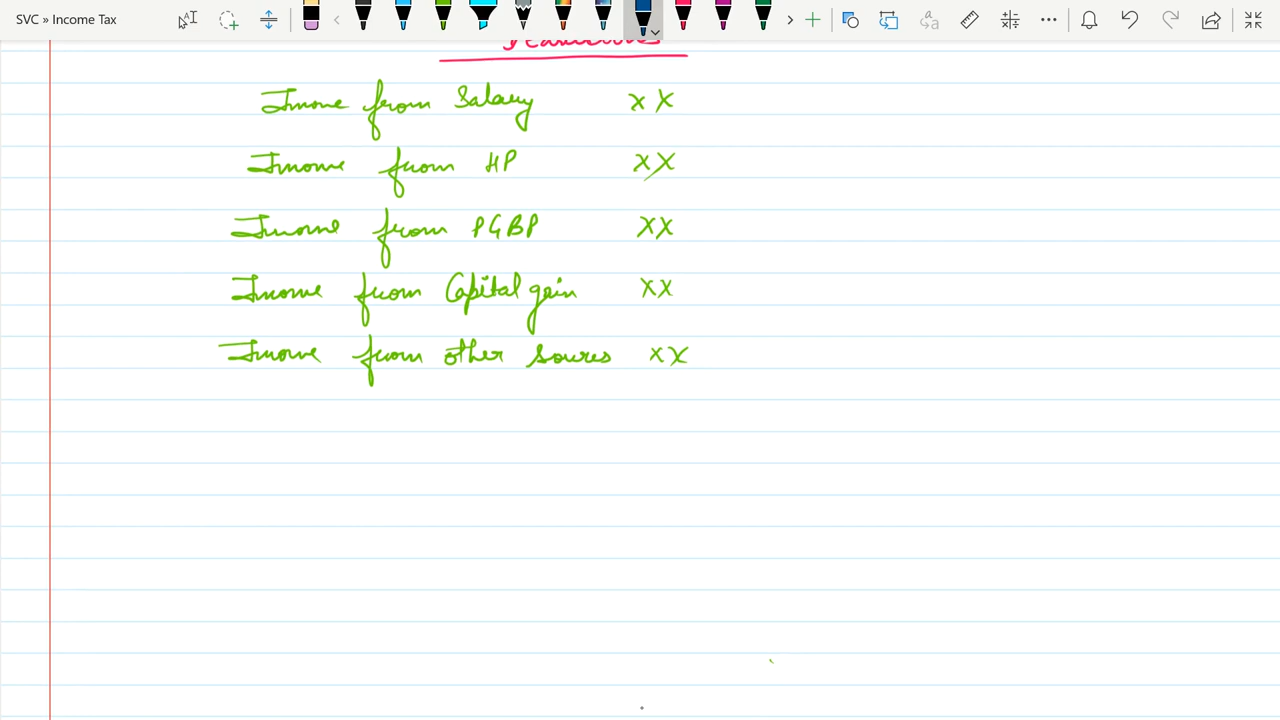 SVC » Income Tax
Income from Salary XX
Income from HP XX
Income from PGBP XX
Income from Capital gain XX
Income from other soures XX